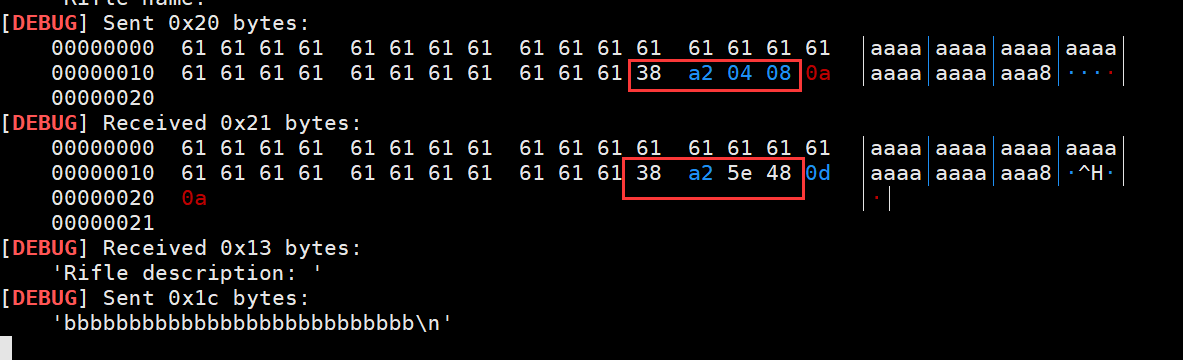 'Rifle name: '
[DEBUG] Sent 0x20 bytes:
00000000 61 61 61 61 61 61 61 61 61 61 61 61 61 61 61 61 │aaaa│aaaa│aaaa│aaaa│
00000010 61 61 61 61 61 61 61 61 61 61 61 38 a2 04 08 0a │aaaa│aaaa│aaa8│····│
00000020
[DEBUG] Received 0x21 bytes:
00000000 61 61 61 61 61 61 61 61 61 61 61 61 61 61 61 61 │aaaa│aaaa│aaaa│aaaa│
00000010 61 61 61 61 61 61 61 61 61 61 61 38 a2 5e 48 0d │aaaa│aaaa│aaa8│·^H·│
00000020 0a │·│
00000021
[DEBUG] Received 0x13 bytes:
'Rifle description: '
[DEBUG] Sent 0x1c bytes:
'bbbbbbbbbbbbbbbbbbbbbbbbbbb\n'